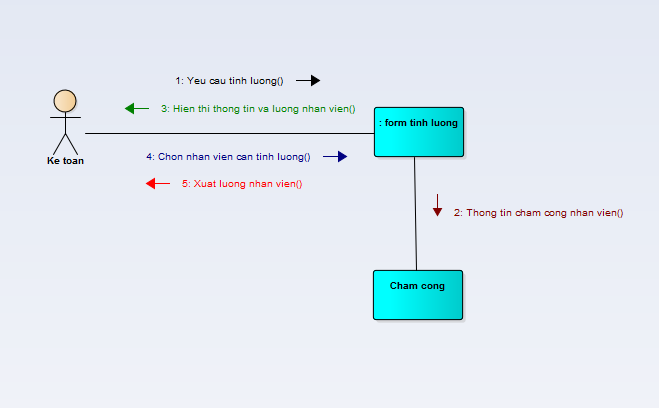 1: Yeu cau tinh luong()
3: Hien thi thong tin va luong nhan vien()
: form tinh luong
Ke toan
4: Chon nhan vien can tinh luong()
5: Xuat luong nhan vien()
2: Thong tin cham cong nhan vien()
Cham cong